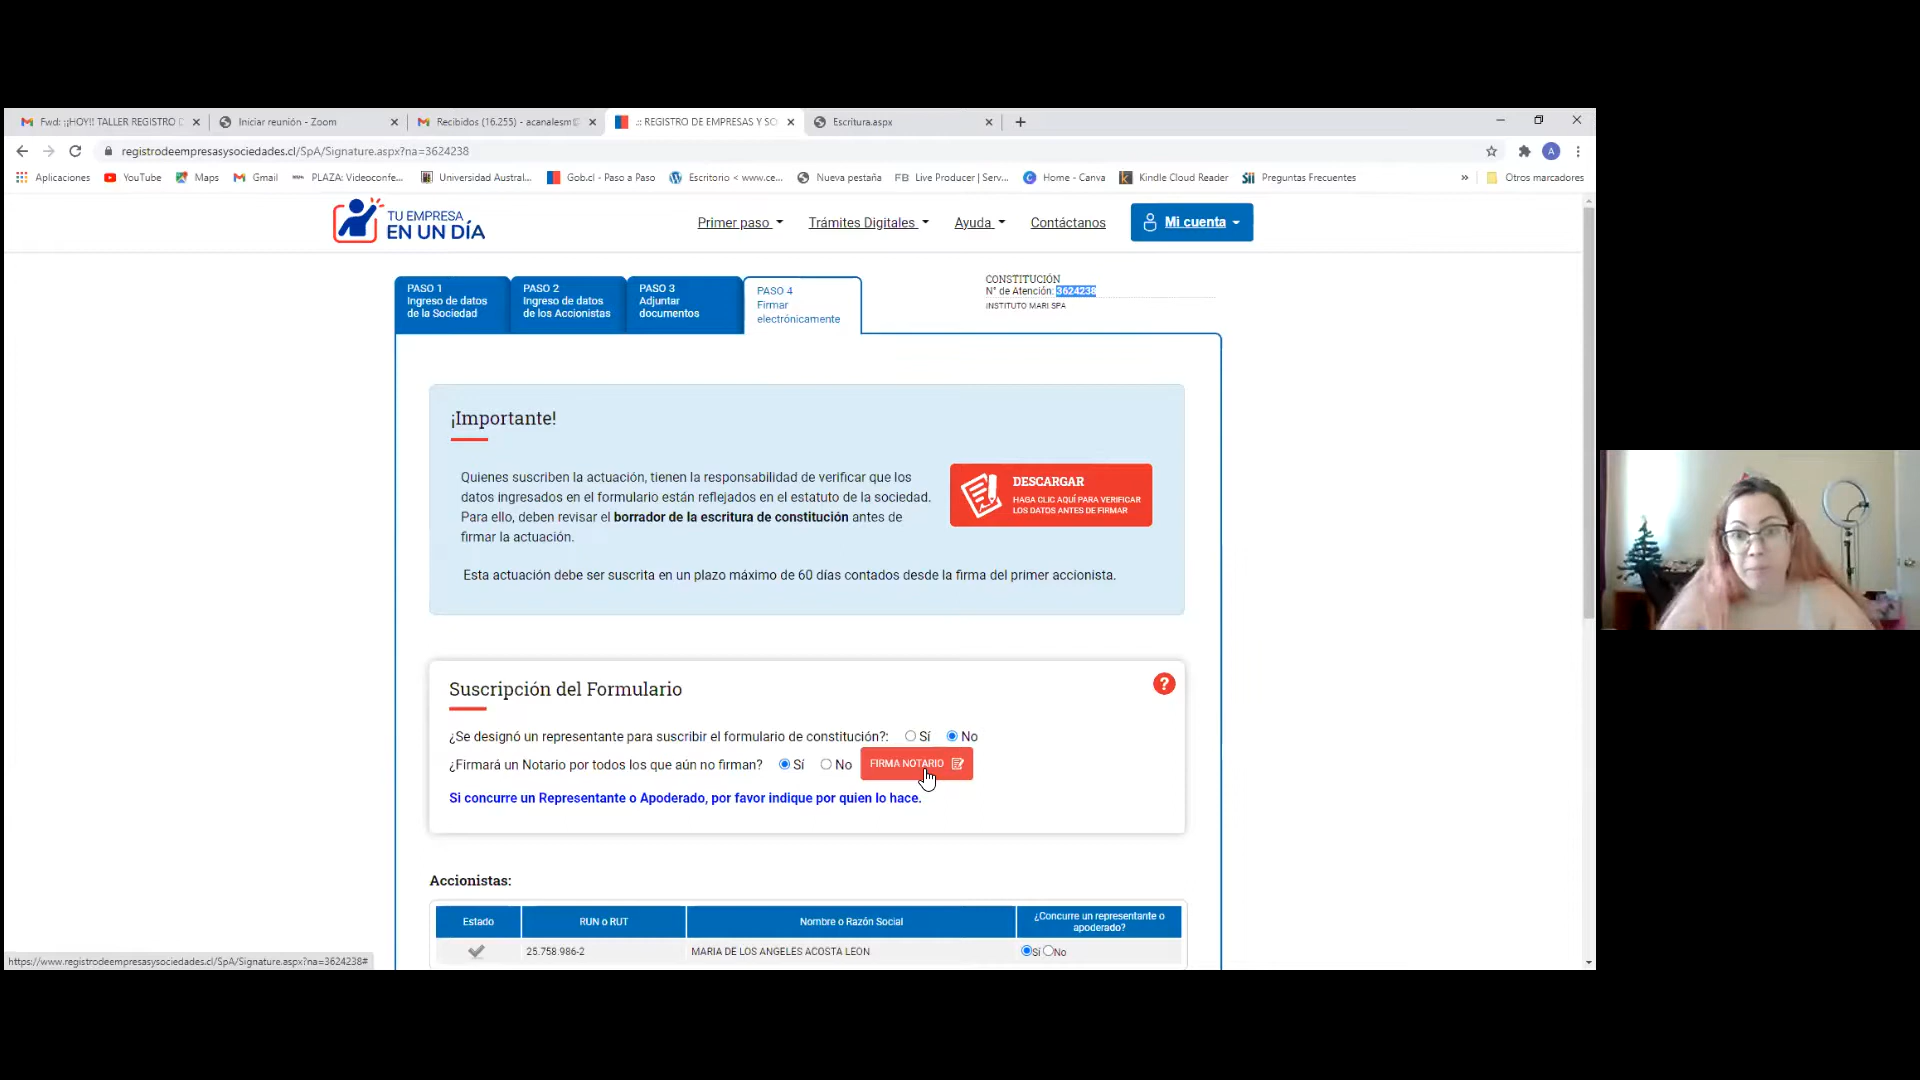 Fwd: ¡¡HOY!! TALLER REGISTRO
Iniciar reunión - Zoom
Recibidos (16.255) - acanalesm
.:: REGISTRO DE EMPRESAS Y SO
Escritura.aspx
registrodeempresasysociedades.cl/SpA/Signature.aspx?na=3624238
A
Aplicaciones
YouTube
Maps
Gmail
PLAZA: Videoconfe...
Universidad Austral...
Gob.cl - Paso a Paso
Escritorio < www.ce...
Nueva pestaña
FB Live Producer | Serv...
Home - Canva
Kindle Cloud Reader
Preguntas Frecuentes
»
Otros marcadores
TU EMPRESA
EN UN DÍA
Primer paso
Trámites Digitales
Ayuda
Contáctanos
Mi cuenta
PASO 1
Ingreso de datos
de la Sociedad
PASO 2
Ingreso de datos
de los Accionistas
PASO 3
Adjuntar
documentos
PASO 4
Firmar
electrónicamente
CONSTITUCIÓN
N° de Atención: 3624238
INSTITUTO MARI SPA
¡Importante!
Quienes suscriben la actuación, tienen la responsabilidad de verificar que los
datos ingresados en el formulario están reflejados en el estatuto de la sociedad.
Para ello, deben revisar el borrador de la escritura de constitución antes de
firmar la actuación.
DESCARGAR
HAGA CLIC AQUÍ PARA VERIFICAR
LOS DATOS ANTES DE FIRMAR
Esta actuación debe ser suscrita en un plazo máximo de 60 días contados desde la firma del primer accionista.
Suscripción del Formulario
?
¿Se designó un representante para suscribir el formulario de constitución?: Sí No
¿Firmará un Notario por todos los que aún no firman? Sí No FIRMA NOTARIO
Si concurre un Representante o Apoderado, por favor indique por quien lo hace.
Accionistas:
Estado
RUN o RUT
Nombre o Razón Social
¿Concurre un representante o
apoderado?
25.758.986-2
MARIA DE LOS ANGELES ACOSTA LEON
Sí No
https://www.registrodeempresasysociedades.cl/SpA/Signature.aspx?na=3624238#